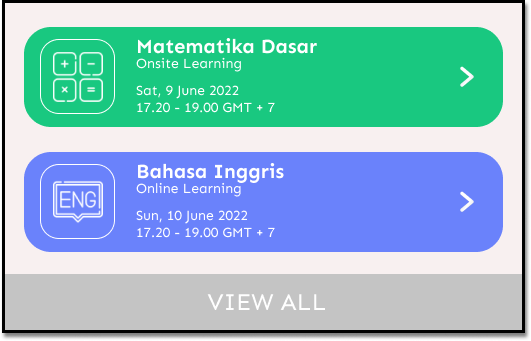 Matematika Dasar
Onsite Learning
Sat, 9 June 2022
17.20 - 19.00 GMT + 7
ENG
Bahasa Inggris
Online Learning
Sun, 10 June 2022
17.20 - 19.00 GMT + 7
VIEW ALL